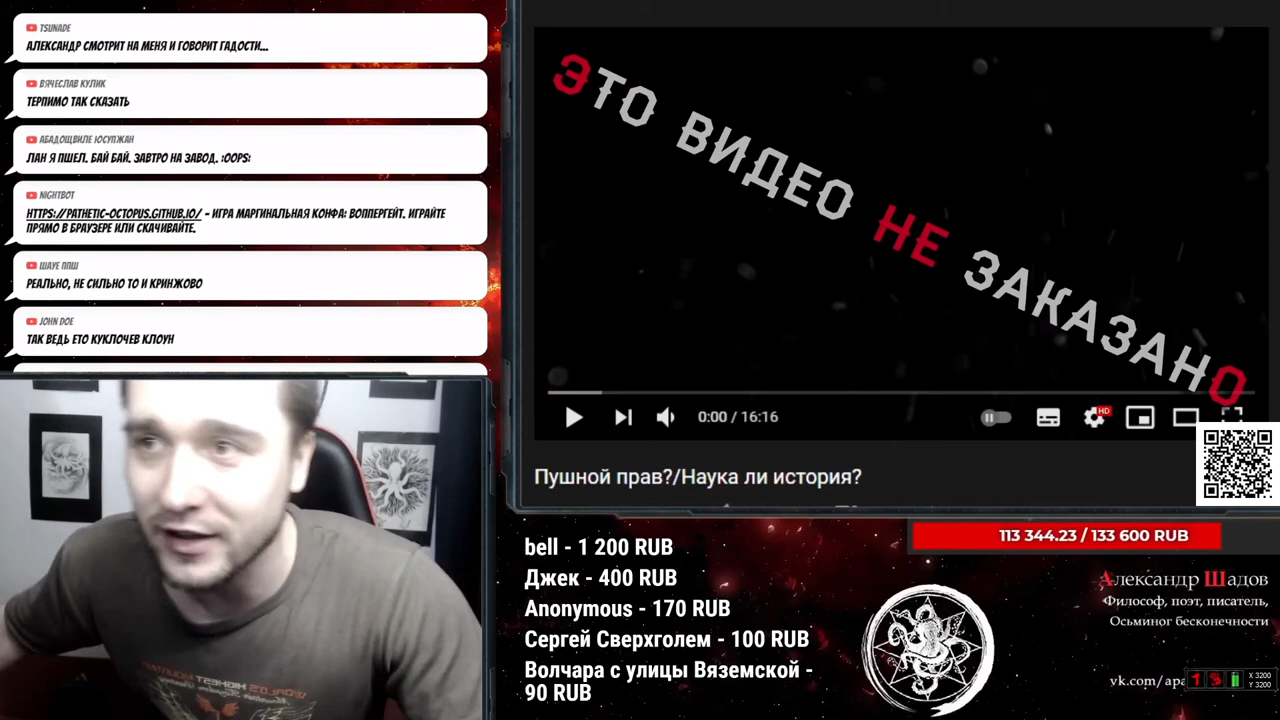 TSUNADE
АЛЕКСАНДР СМОТРИТ НА МЕНЯ И ГОВОРИТ ГАДОСТИ...
ВЯЧЕСЛАВ КУЛИК
ТЕРПИМО ТАК СКАЗАТЬ
АБАДОЩВИЛЕ ЮСУПЖАН
ЛАН Я ПШЕЛ. БАЙ БАЙ. ЗАВТРО НА ЗАВОД. :OOPS:
NIGHTBOT
HTTPS://PATHETIC-OCTOPUS.GITHUB.IO/ - ИГРА МАРГИНАЛЬНАЯ КОНФА: ВОППЕРГЕЙТ. ИГРАЙТЕ
ПРЯМО В БРАУЗЕРЕ ИЛИ СКАЧИВАЙТЕ.
ШАУЕ ППШ
РЕАЛЬНО, НЕ СИЛЬНО ТО И КРИНЖОВО
JOHN DOE
ТАК ВЕДЬ ЕТО КУКЛОЧЕВ КЛОУН
ЭТО ВИДЕО НЕ ЗАКАЗАНО
0:00 / 16:16
HD
Пушной прав?/Наука ли история?
113 344.23 / 133 600 RUB
bell - 1 200 RUB
Джек - 400 RUB
Anonymous - 170 RUB
Сергей Сверхголем - 100 RUB
Волчара с улицы Вяземской -
90 RUB
Александр Шадов
Философ, поэт, писатель,
Осьминог бесконечности
vk.com/apa
X 3200
Y 3200